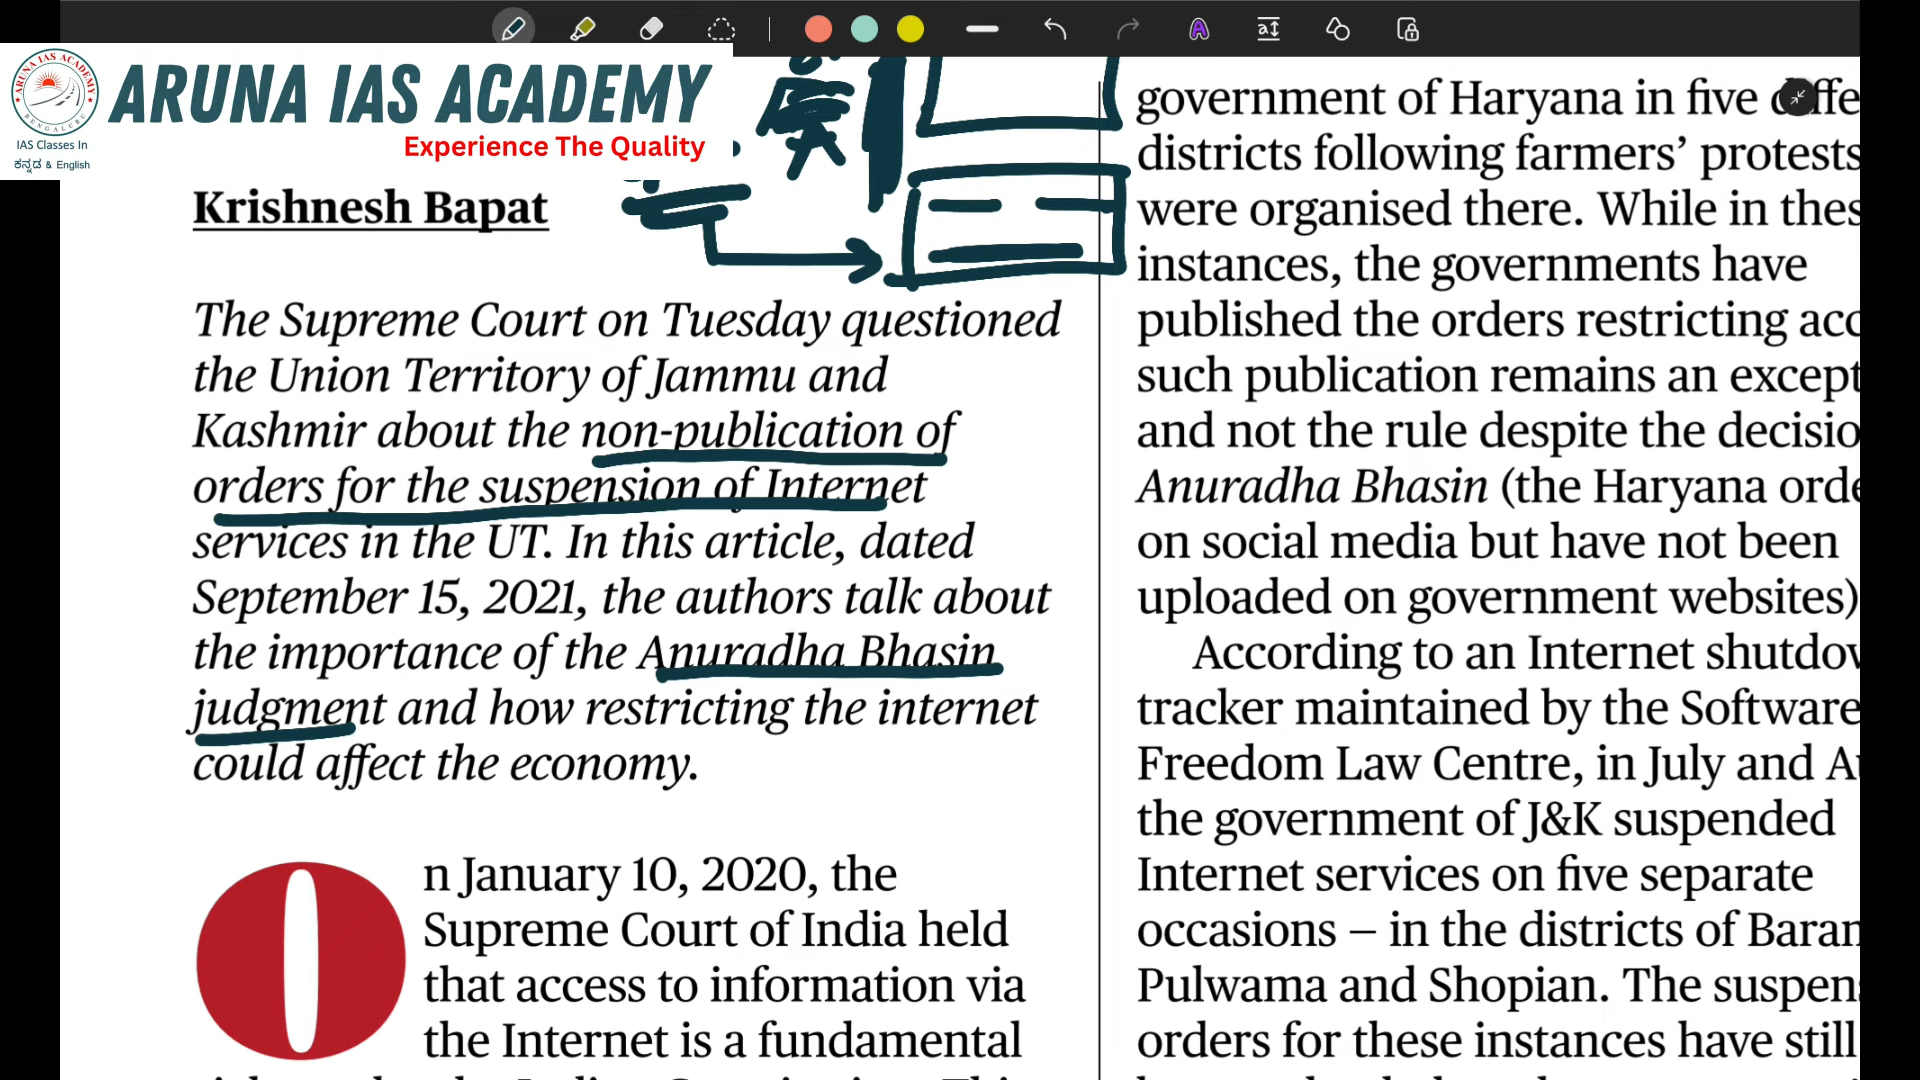 ARUNA IAS ACADEMY
Experience The Quality
ARUNA IAS ACADEMY
BENGALURU
IAS Classes In
ಕನ್ನಡ & English
Krishnesh Bapat
The Supreme Court on Tuesday questioned
the Union Territory of Jammu and
Kashmir about the non-publication of
orders for the suspension of Internet
services in the UT. In this article, dated
September 15, 2021, the authors talk about
the importance of the Anuradha Bhasin
judgment and how restricting the internet
could affect the economy.
On January 10, 2020, the
Supreme Court of India held
that access to information via
the Internet is a fundamental
government of Haryana in five
districts following farmers’ protests
were organised there. While in
instances, the governments have
published the orders restricting
such publication remains an
and not the rule despite the
Anuradha Bhasin (the Haryana
on social media but have not been
uploaded on government websites)
According to an Internet
tracker maintained by the Software
Freedom Law Centre, in July and
the government of J&K suspended
Internet services on five separate
occasions – in the districts of
Pulwama and Shopian. The
orders for these instances have still